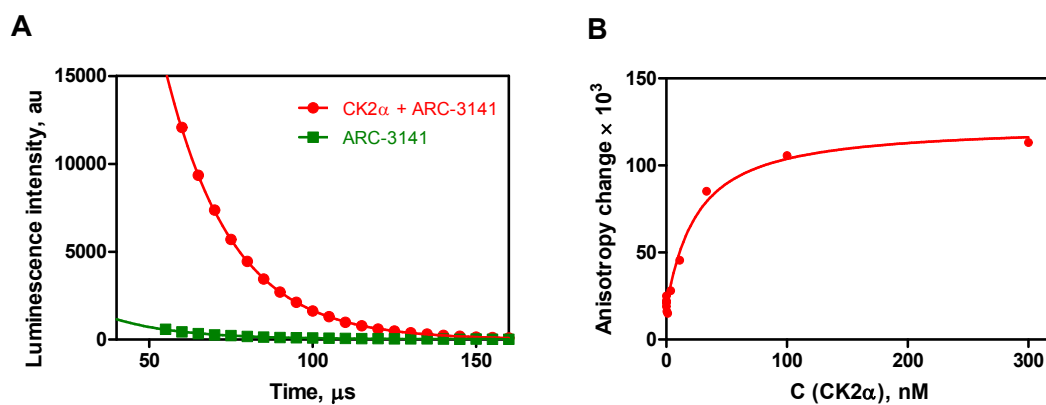 A
Luminescence intensity, au
15000
10000
5000
0
50
100
150
Time, μs
CK2α + ARC-3141
ARC-3141
B
Anisotropy change × 10³
150
100
50
0
0
100
200
300
C (CK2α), nM